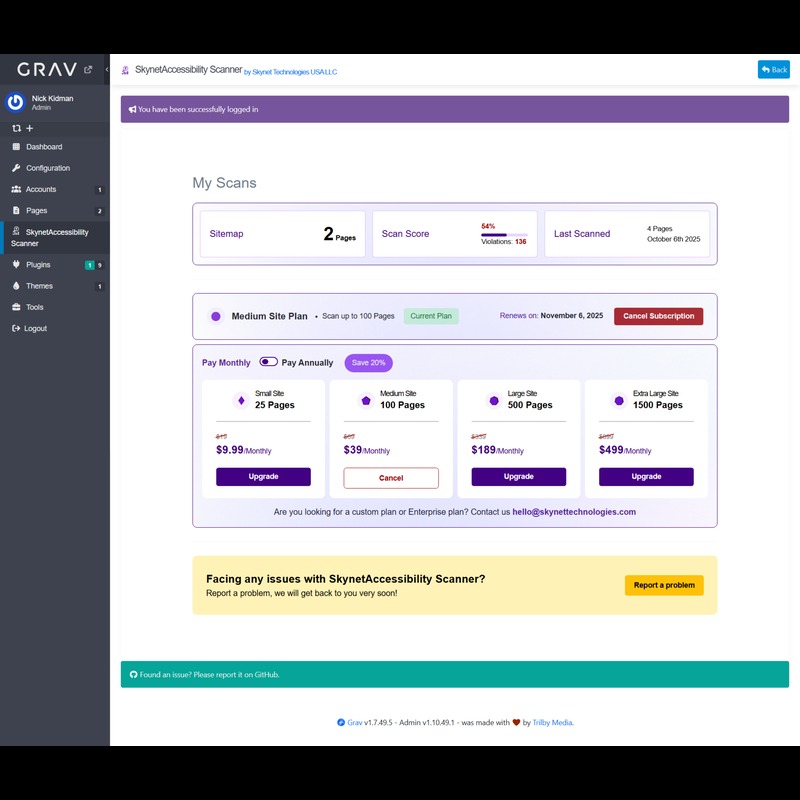 GRAV
Nick Kidman
Admin
Dashboard
Configuration
Accounts 1
Pages 2
SkynetAccessibility
Scanner
Plugins 1 9
Themes 1
Tools
Logout
SkynetAccessibility Scanner by Skynet Technologies USA LLC
Back
You have been successfully logged in
My Scans
Sitemap 2 Pages
Scan Score
54%
Violations: 136
Last Scanned
4 Pages
October 6th 2025
Medium Site Plan • Scan up to 100 Pages Current Plan Renews on: November 6, 2025 Cancel Subscription
Pay Monthly Pay Annually Save 20%
Small Site
25 Pages
$19
$9.99/Monthly
Upgrade
Medium Site
100 Pages
$69
$39/Monthly
Cancel
Large Site
500 Pages
$189/Monthly
Upgrade
Extra Large Site
1500 Pages
$499/Monthly
Upgrade
Are you looking for a custom plan or Enterprise plan? Contact us hello@skynettechnologies.com
Facing any issues with SkynetAccessibility Scanner?
Report a problem, we will get back to you very soon!
Report a problem
Found an issue? Please report it on GitHub.
Grav v1.7.49.5 - Admin v1.10.49.1 - was made with by Trilby Media.